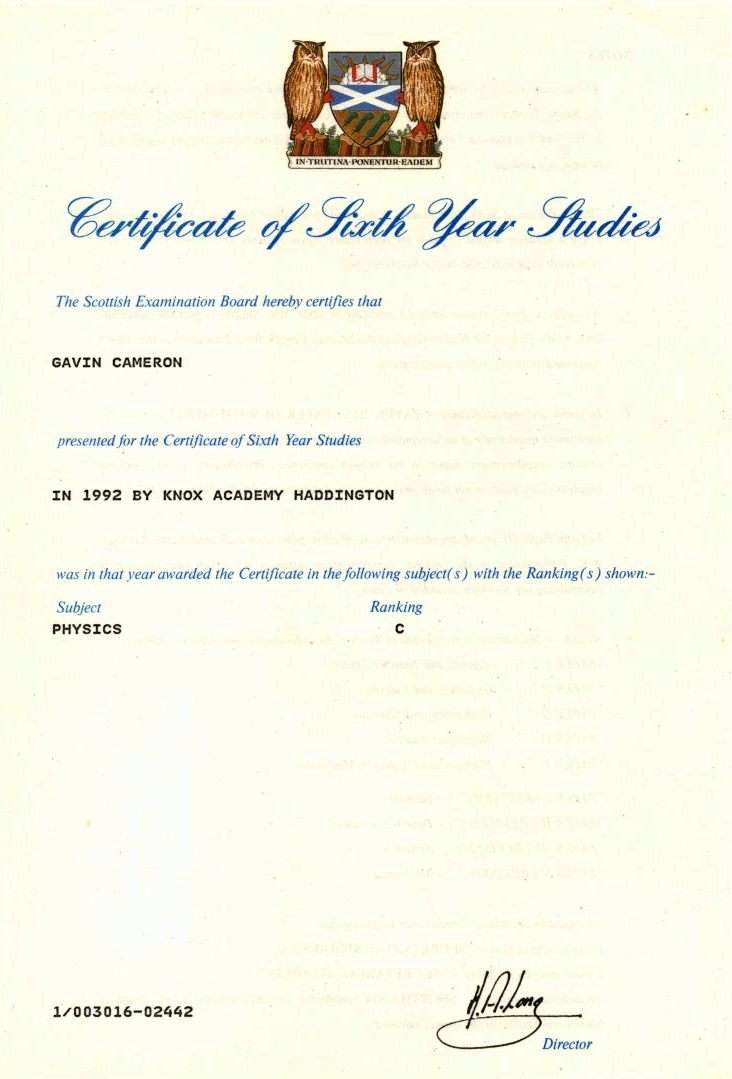 IN·TRUTINA·PONENTUR·EADEM
Certificate of Sixth Year Studies
The Scottish Examination Board hereby certifies that
GAVIN CAMERON
presented for the Certificate of Sixth Year Studies
IN 1992 BY KNOX ACADEMY HADDINGTON
was in that year awarded the Certificate in the following subject(s) with the Ranking(s) shown:-
Subject Ranking
PHYSICS C
1/003016-02442
H.A.Long
Director